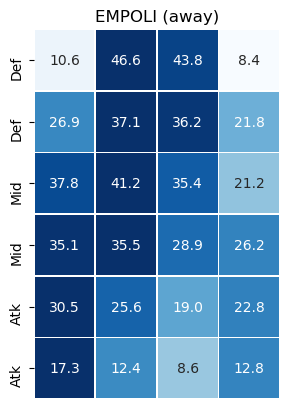 EMPOLI (away)
Def 10.6 46.6 43.8 8.4
Def 26.9 37.1 36.2 21.8
Mid 37.8 41.2 35.4 21.2
Mid 35.1 35.5 28.9 26.2
Atk 30.5 25.6 19.0 22.8
Atk 17.3 12.4 8.6 12.8